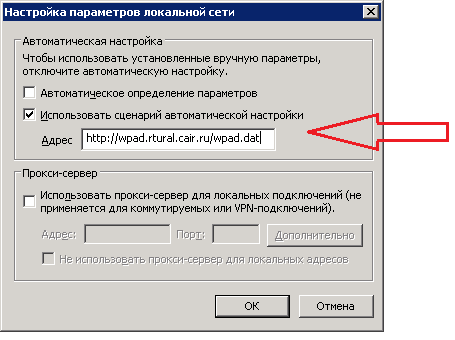 Настройка параметров локальной сети
Автоматическая настройка
Чтобы использовать установленные вручную параметры,
отключите автоматическую настройку.
Автоматическое определение параметров
Использовать сценарий автоматической настройки
Адрес
http://wpad.rtural.cair.ru/wpad.dat
Прокси-сервер
Использовать прокси-сервер для локальных подключений (не
применяется для коммутируемых или VPN-подключений).
Адрес:
Порт:
Дополнительно
Не использовать прокси-сервер для локальных адресов
OK
Отмена